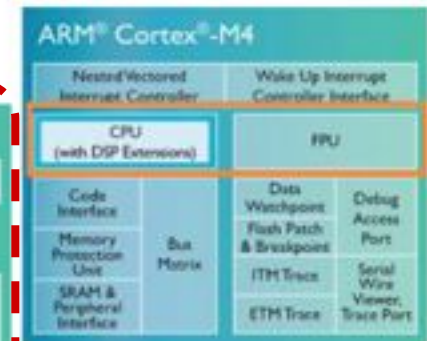 ARM® Cortex®-M4
Nested Vectored
Interrupt Controller
Wake Up Interrupt
Controller Interface
CPU
(with DSP Extensions)
FPU
Code
Interface
Memory
Protection
Unit
SRAM &
Peripheral
Interface
Bus
Matrix
Data
Watchpoint
Flash Patch
& Breakpoint
ITM Trace
ETM Trace
Debug
Access
Port
Serial
Wire
Viewer,
Trace Port